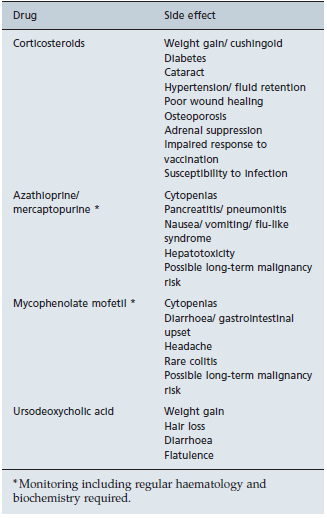 Drug Side effect
Corticosteroids Weight gain/ cushingoid
Diabetes
Cataract
Hypertension/ fluid retention
Poor wound healing
Osteoporosis
Adrenal suppression
Impaired response to
vaccination
Susceptibility to infection
Azathioprine/ Cytopenias
mercaptopurine * Pancreatitis/ pneumonitis
Nausea/ vomiting/ flu-like
syndrome
Hepatotoxicity
Possible long-term malignancy
risk
Mycophenolate mofetil * Cytopenias
Diarrhoea/ gastrointestinal
upset
Headache
Rare colitis
Possible long-term malignancy
risk
Ursodeoxycholic acid Weight gain
Hair loss
Diarrhoea
Flatulence
*Monitoring including regular haematology and
biochemistry required.